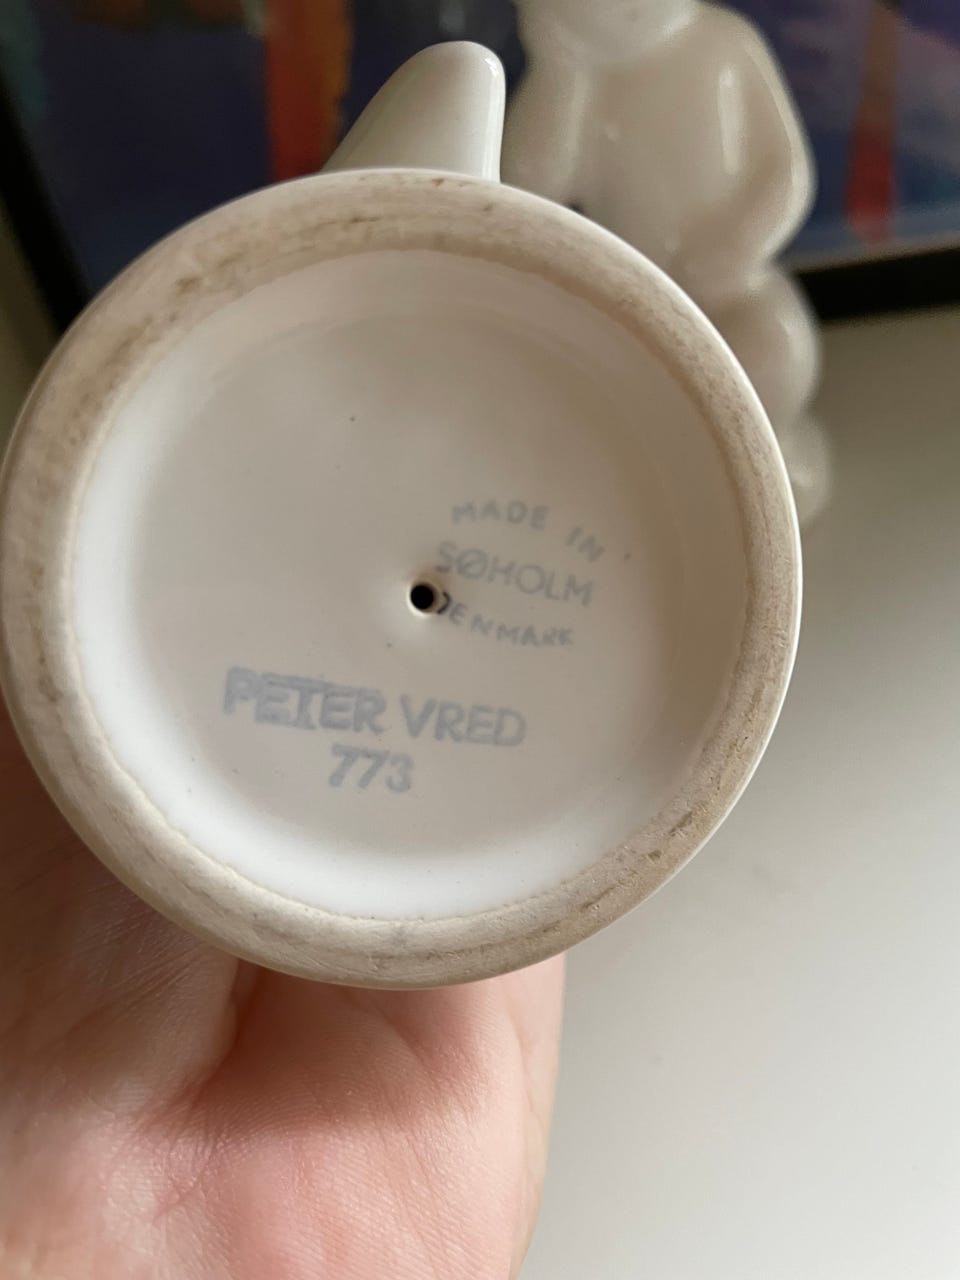 MADE IN
SØHOLM
DENMARK
PETER VRED
773